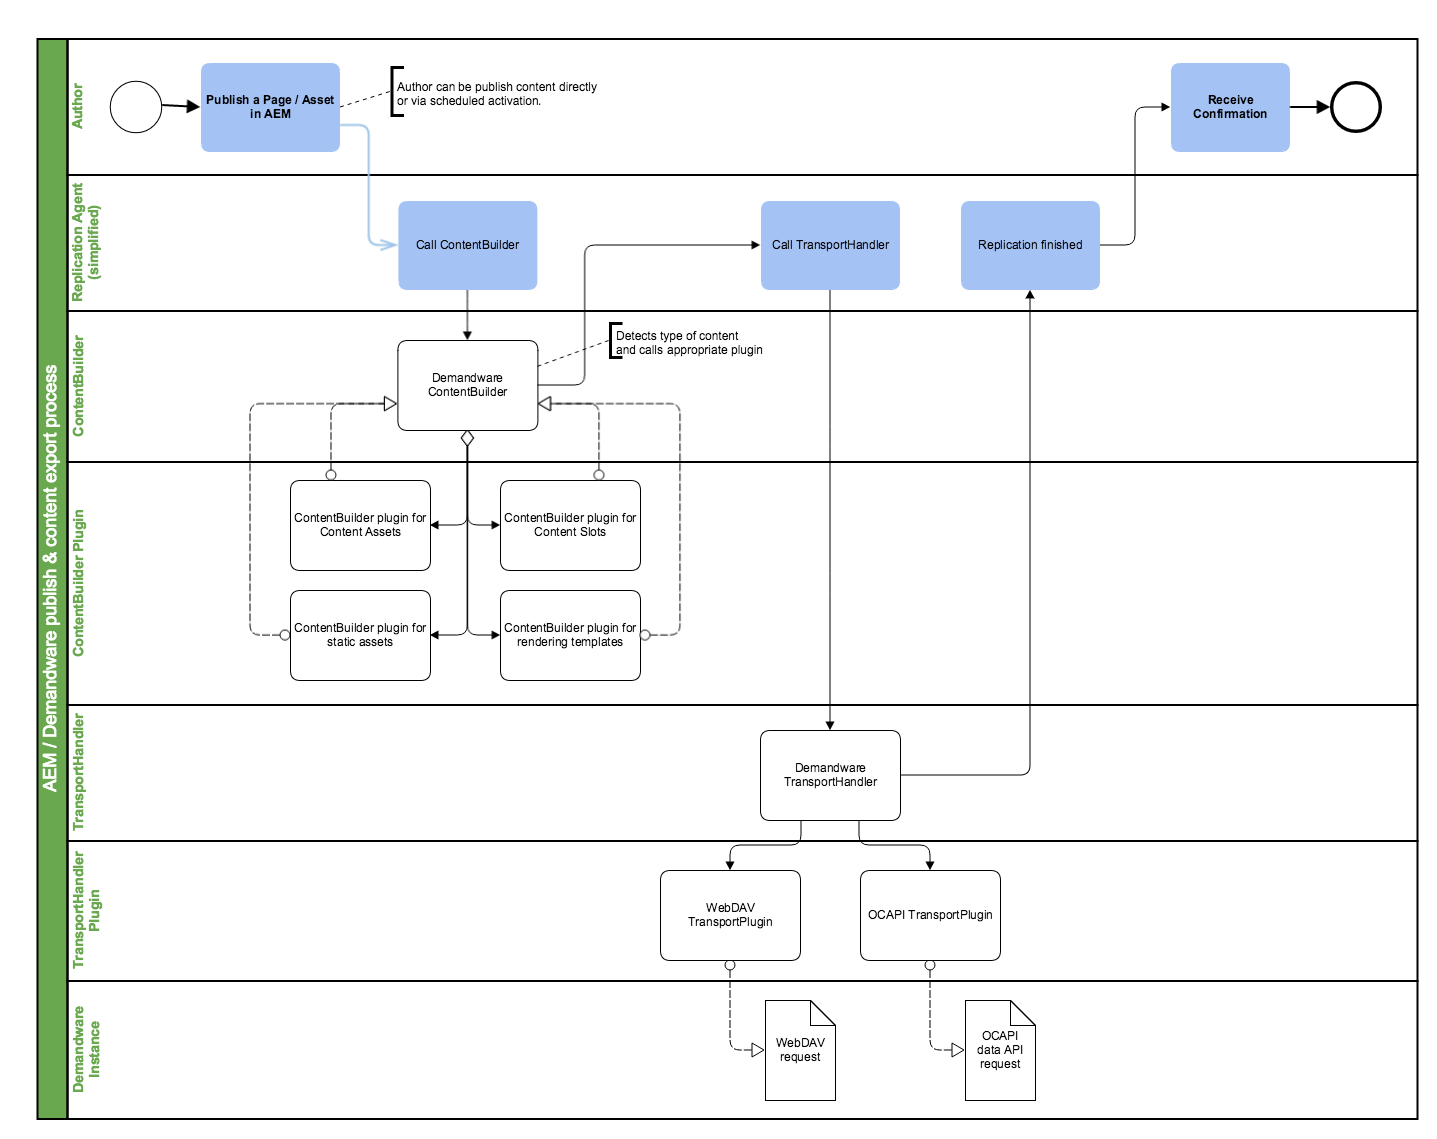 AEM / Demandware publish & content export process
Author
Publish a Page / Asset
in AEM
Author can be publish content directly
or via scheduled activation.
Receive
Confirmation
Replication Agent
(simplified)
Call ContentBuilder
Call TransportHandler
Replication finished
ContentBuilder
Demandware
ContentBuilder
Detects type of content
and calls appropriate plugin
ContentBuilder Plugin
ContentBuilder plugin for
Content Assets
ContentBuilder plugin for
Content Slots
ContentBuilder plugin for
static assets
ContentBuilder plugin for
rendering templates
TransportHandler
Demandware
TransportHandler
TransportHandler
Plugin
WebDAV
TransportPlugin
OCAPI TransportPlugin
Demandware
Instance
WebDAV
request
OCAPI
data API
request